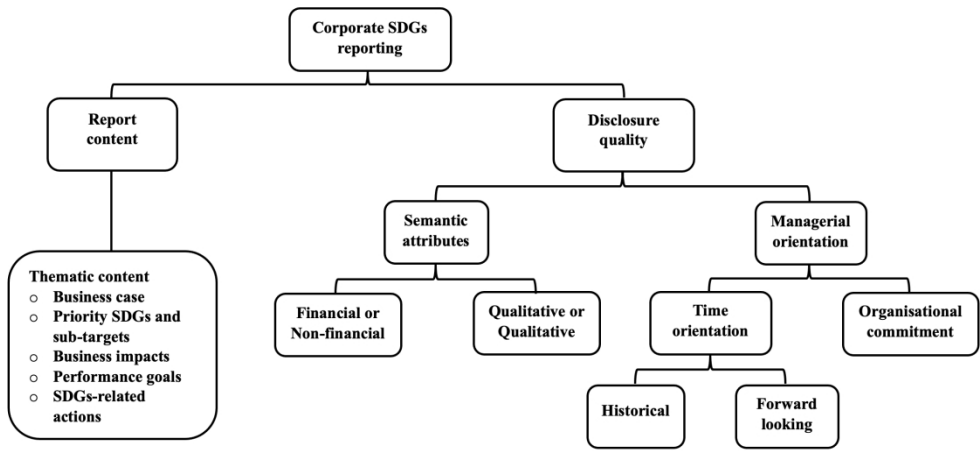 Corporate SDGs
reporting
Report
content
Disclosure
quality
Semantic
attributes
Managerial
orientation
Thematic content
o Business case
o Priority SDGs and
sub-targets
o Business impacts
o Performance goals
o SDGs-related
actions
Financial or
Non-financial
Qualitative or
Qualitative
Time
orientation
Organisational
commitment
Historical
Forward
looking